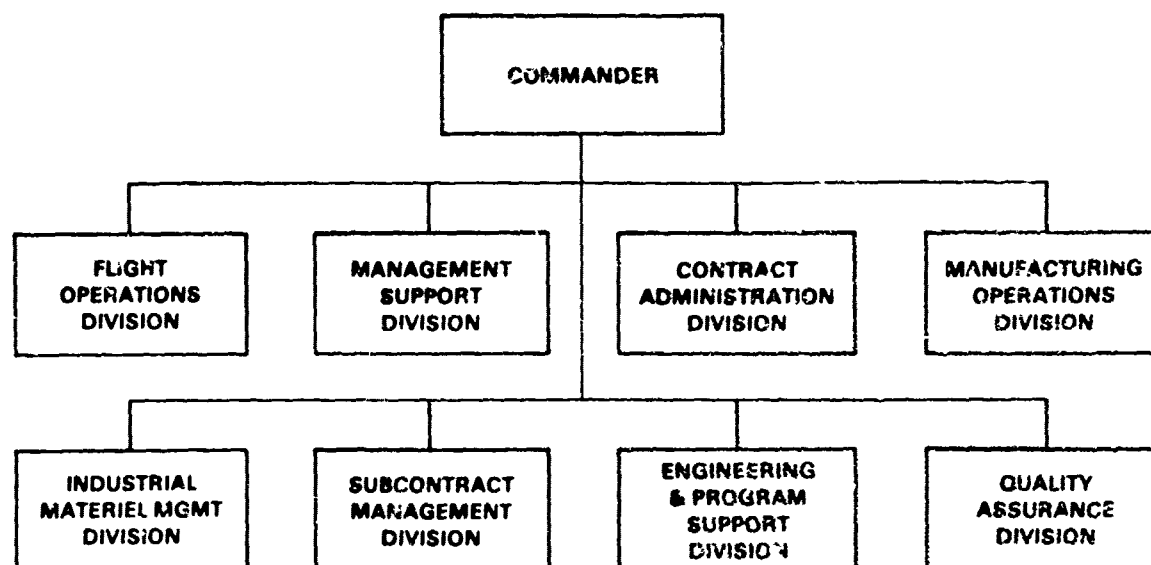 COMMANDER
FLIGHT
OPERATIONS
DIVISION
MANAGEMENT
SUPPORT
DIVISION
CONTRACT
ADMINISTRATION
DIVISION
MANUFACTURING
OPERATIONS
DIVISION
INDUSTRIAL
MATERIEL MGMT
DIVISION
SUBCONTRACT
MANAGEMENT
DIVISION
ENGINEERING
& PROGRAM
SUPPORT
DIVISION
QUALITY
ASSURANCE
DIVISION